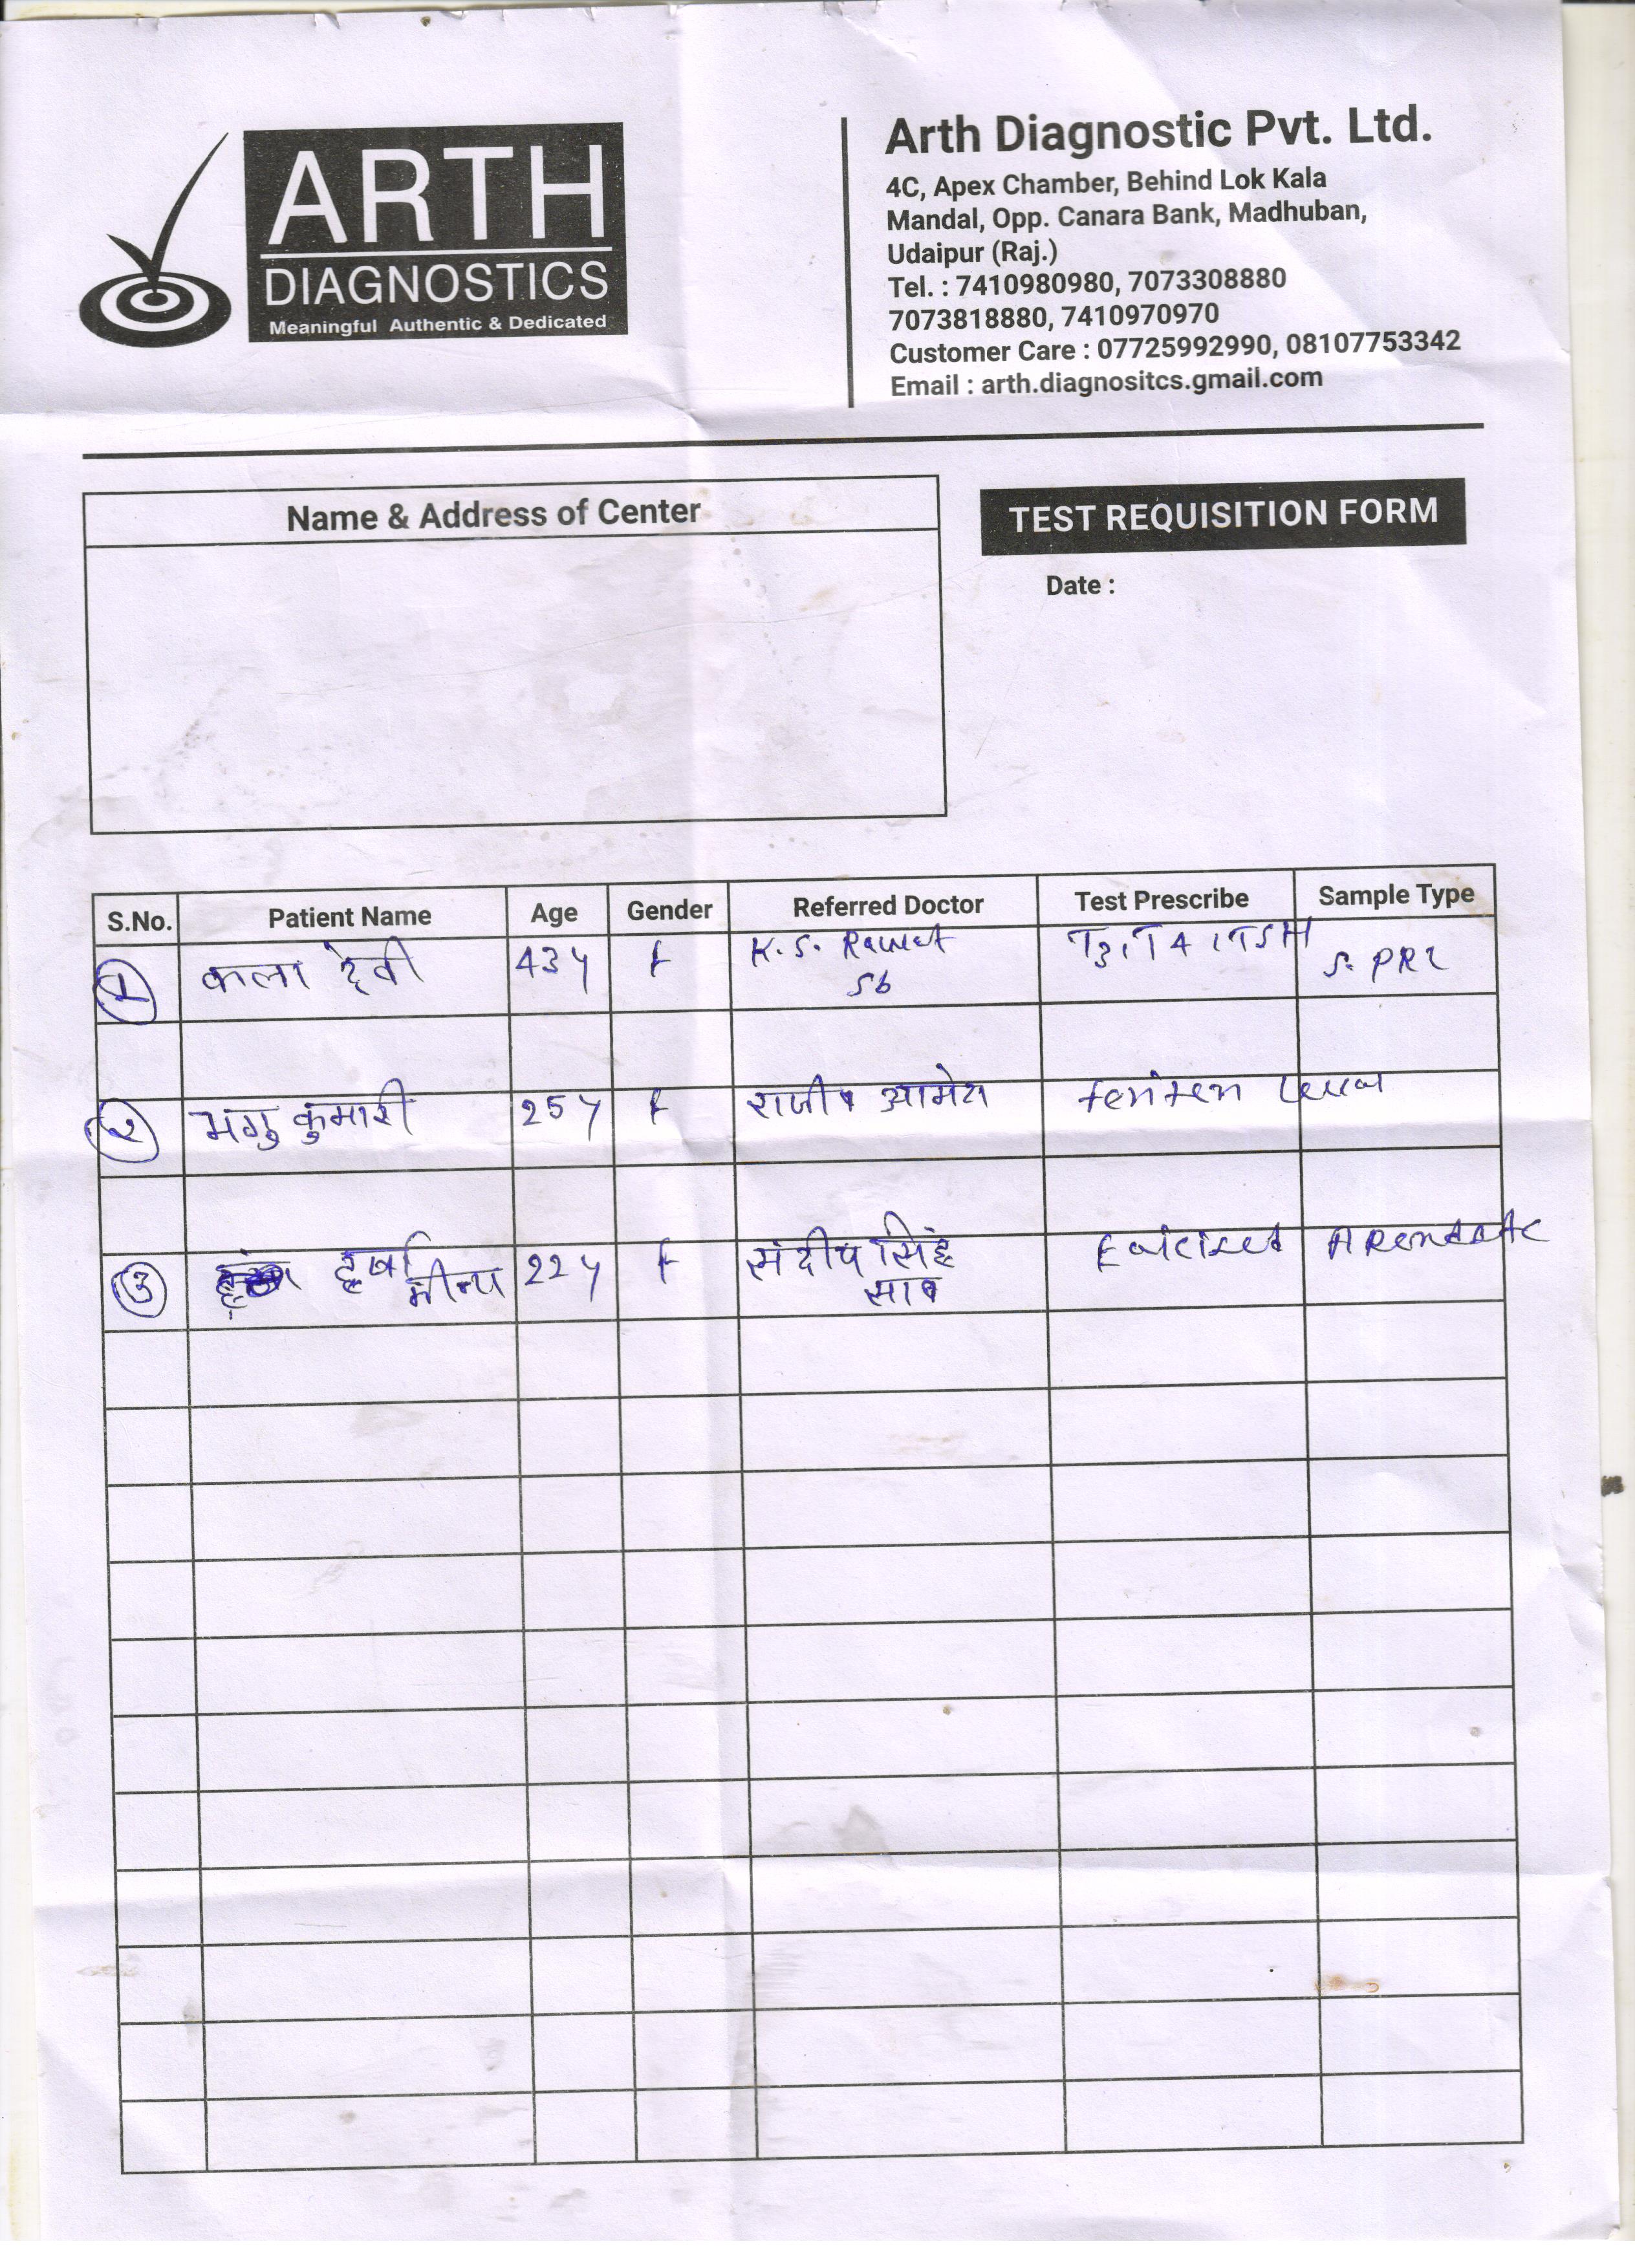 ARTH
DIAGNOSTICS
Meaningful Authentic & Dedicated
Arth Diagnostic Pvt. Ltd.
4C, Apex Chamber, Behind Lok Kala
Mandal, Opp. Canara Bank, Madhuban,
Udaipur (Raj.)
Tel. : 7410980980, 7073308880
7073818880, 7410970970
Customer Care : 07725992990, 08107753342
Email : arth.diagnositcs.gmail.com
Name & Address of Center
TEST REQUISITION FORM
Date :
S.No. Patient Name Age Gender Referred Doctor Test Prescribe Sample Type
1 कला देवी 43y F K. S. Rawat T3, T4, TSH S. PRL
Sb
2 कुमारी 25y F राजीव आमेटा
3 हर्षा 22y F संदीप सिंह
मीना साब